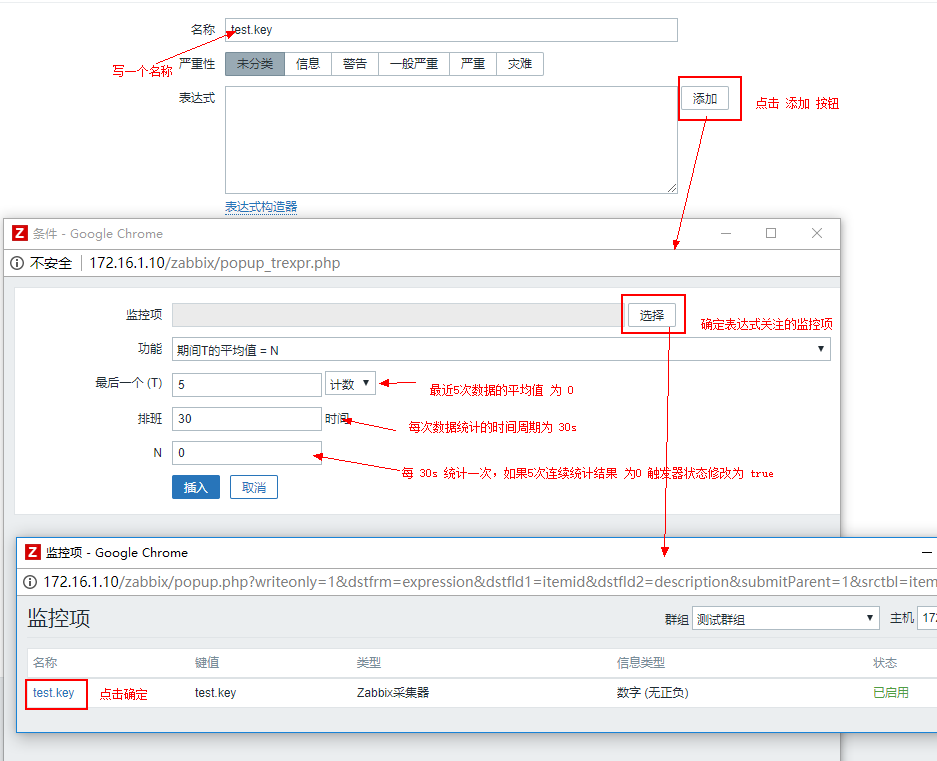 名称 test.key
写一个名称
严重性 未分类 信息 警告 一般严重 严重 灾难
表达式 添加 点击 添加 按钮
表达式构造器
Z 条件 - Google Chrome
不安全 172.16.1.10/zabbix/popup_trexpr.php
监控项 选择 确定表达式关注的监控项
功能 期间T的平均值 = N
最后一个 (T) 5 计数 最近5次数据的平均值 为 0
排班 30 时间 每次数据统计的时间周期为 30s
N 0 每 30s 统计一次，如果5次连续统计结果 为0 触发器状态修改为 true
插入 取消
Z 监控项 - Google Chrome
172.16.1.10/zabbix/popup.php?writeonly=1&dstfrm=expression&dstfld1=itemid&dstfld2=description&submitParent=1&srctbl=item
监控项 群组 测试群组 主机 172
名称 键值 类型 信息类型 状态
test.key 点击确定 test.key Zabbix采集器 数字 (无正负) 已启用